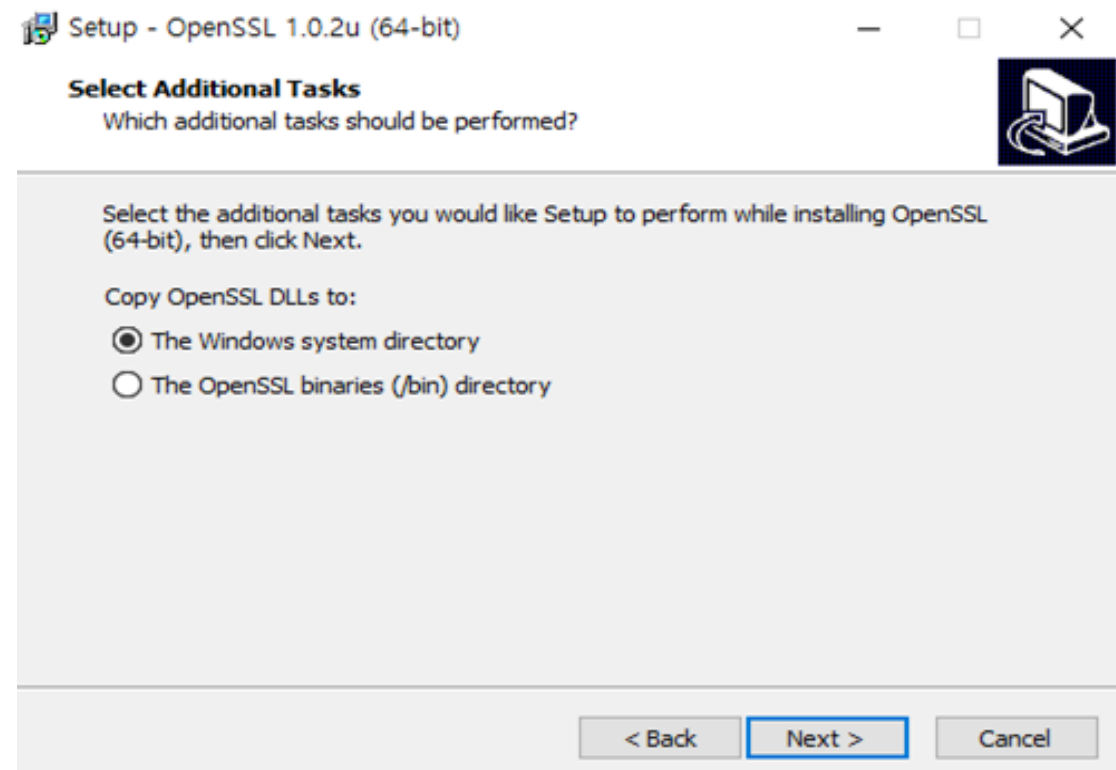 Setup - OpenSSL 1.0.2u (64-bit)
Select Additional Tasks
Which additional tasks should be performed?
Select the additional tasks you would like Setup to perform while installing OpenSSL
(64-bit), then click Next.
Copy OpenSSL DLLs to:
The Windows system directory
The OpenSSL binaries (/bin) directory
< Back Next > Cancel